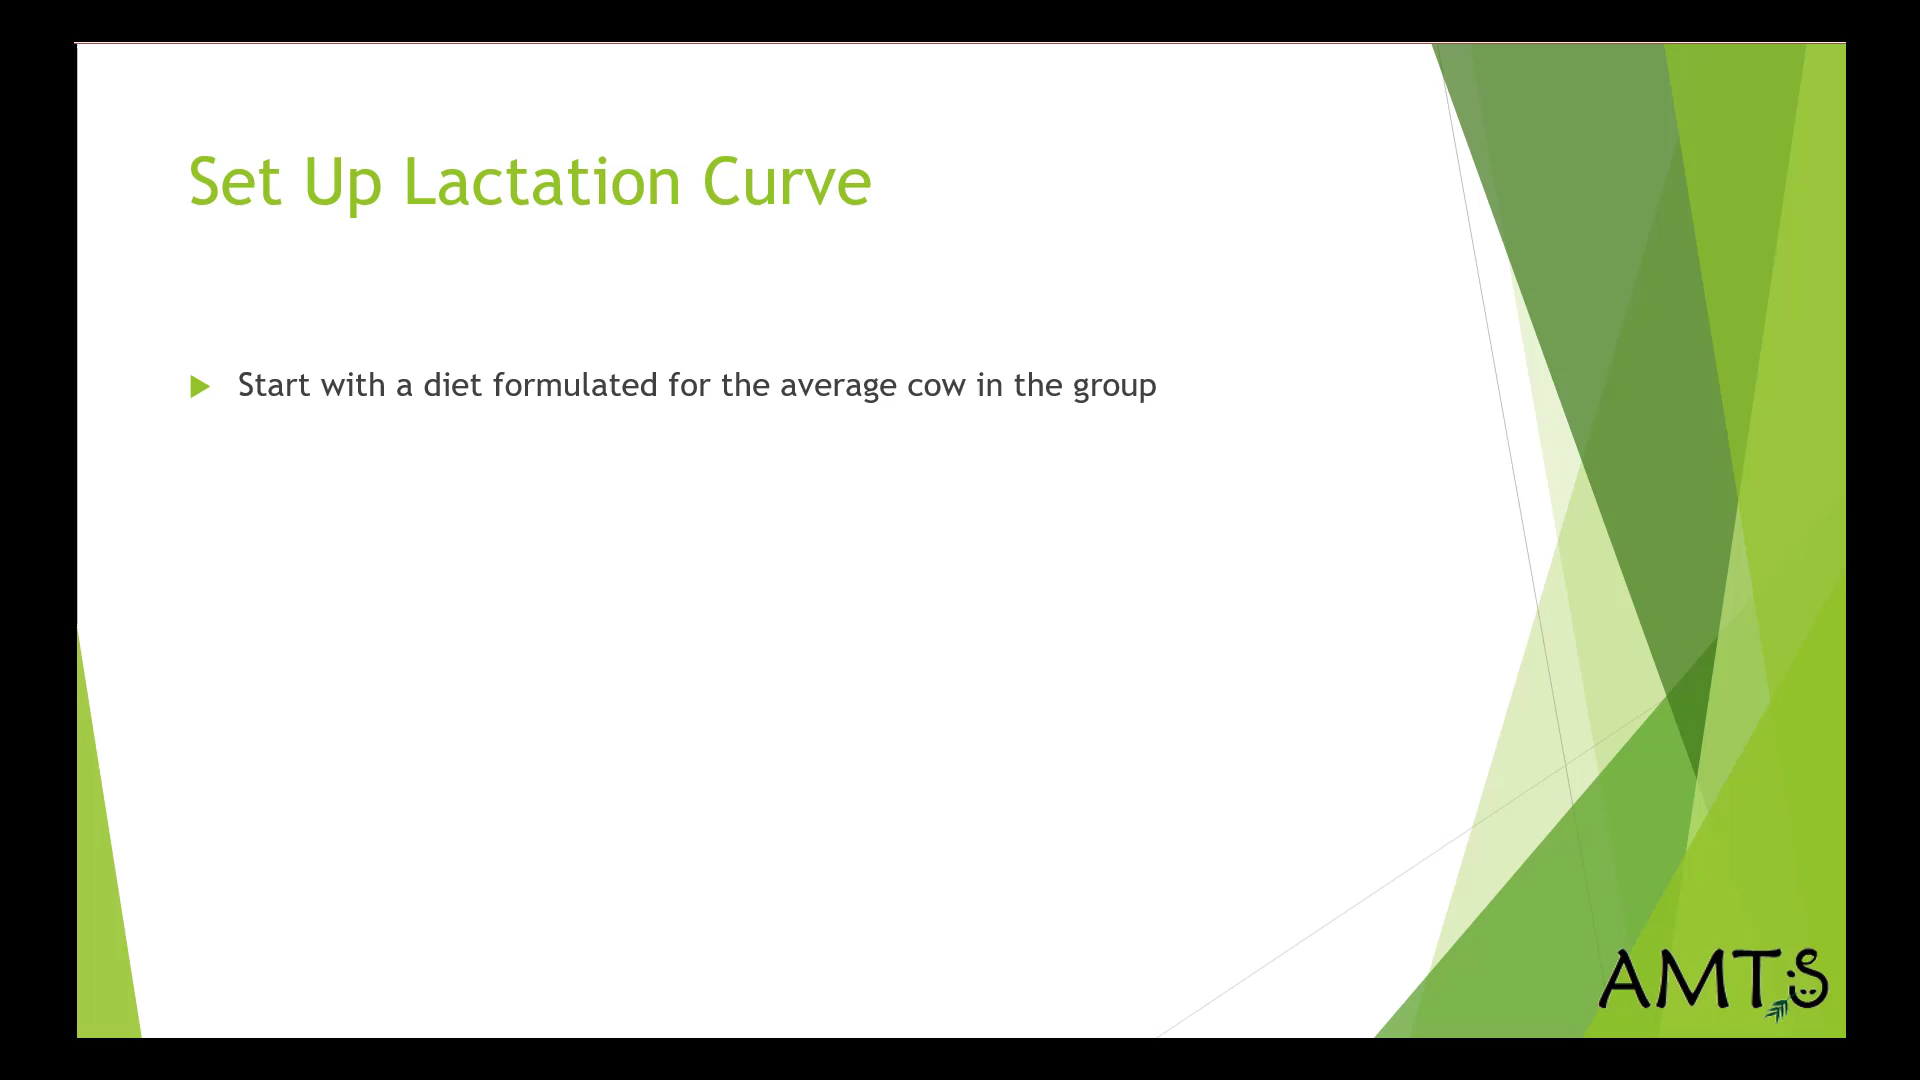 Set Up Lactation Curve
Start with a diet formulated for the average cow in the group
AMTS